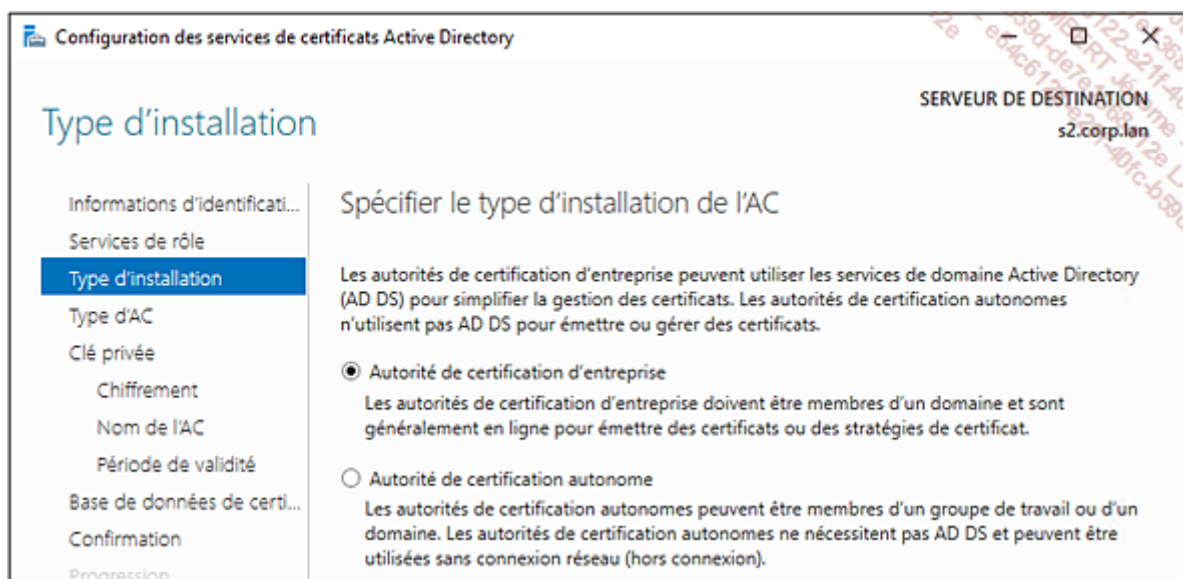 Configuration des services de certificats Active Directory
SERVEUR DE DESTINATION
s2.corp.lan
Type d'installation
Informations d'identificati...
Services de rôle
Type d'installation
Type d'AC
Clé privée
Chiffrement
Nom de l'AC
Période de validité
Base de données de certi...
Confirmation
Progression
Spécifier le type d'installation de l'AC
Les autorités de certification d'entreprise peuvent utiliser les services de domaine Active Directory
(AD DS) pour simplifier la gestion des certificats. Les autorités de certification autonomes
n'utilisent pas AD DS pour émettre ou gérer des certificats.
Autorité de certification d'entreprise
Les autorités de certification d'entreprise doivent être membres d'un domaine et sont
généralement en ligne pour émettre des certificats ou des stratégies de certificat.
Autorité de certification autonome
Les autorités de certification autonomes peuvent être membres d'un groupe de travail ou d'un
domaine. Les autorités de certification autonomes ne nécessitent pas AD DS et peuvent être
utilisées sans connexion réseau (hors connexion).